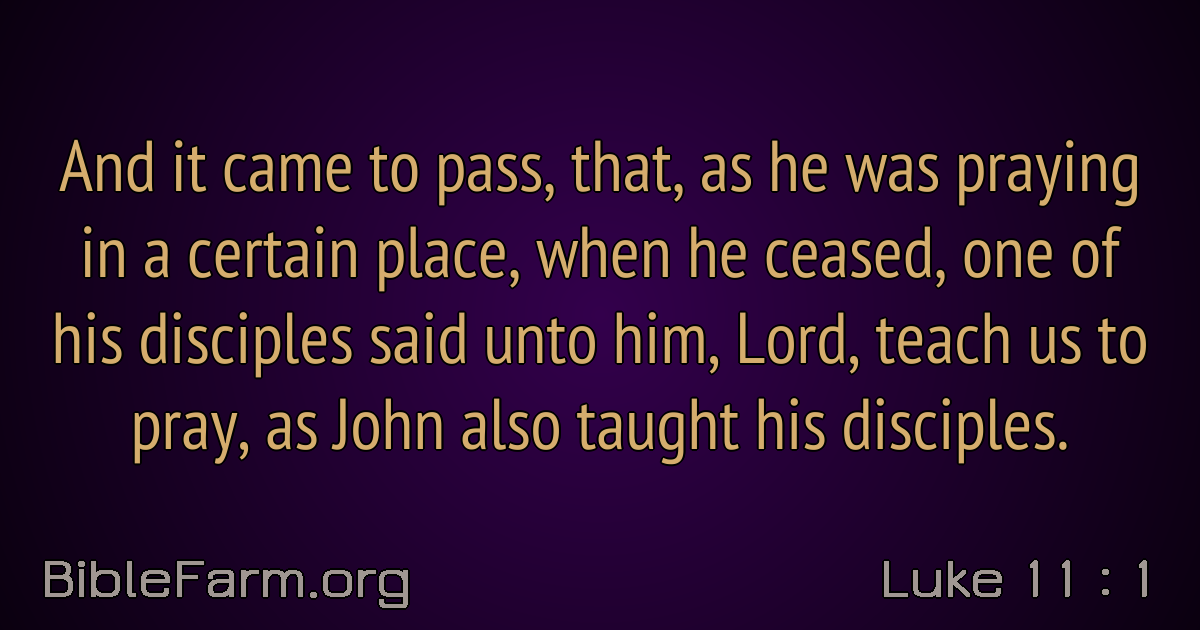 And it came to pass, that, as he was praying
in a certain place, when he ceased, one of
his disciples said unto him, Lord, teach us to
pray, as John also taught his disciples.
BibleFarm.org
Luke 11 : 1